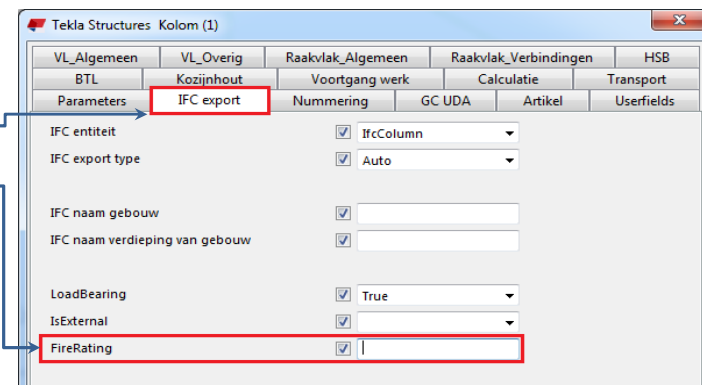 Tekla Structures Kolom (1)
VL_Algemeen VL_Overig Raakvlak_Algemeen Raakvlak_Verbindingen HSB
BTL Kozijnhout Voortgang werk Calculatie Transport
Parameters IFC export Nummering GC UDA Artikel Userfields
IFC entiteit IfcColumn
IFC export type Auto
IFC naam gebouw
IFC naam verdieping van gebouw
LoadBearing True
IsExternal
FireRating